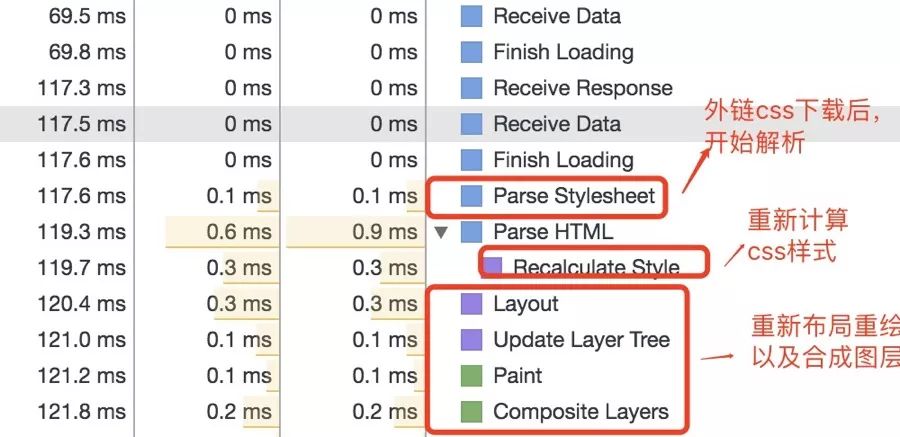 69.5 ms 0 ms 0 ms Receive Data
69.8 ms 0 ms 0 ms Finish Loading
117.3 ms 0 ms 0 ms Receive Response
117.5 ms 0 ms 0 ms Receive Data
117.6 ms 0 ms 0 ms Finish Loading
117.6 ms 0.1 ms 0.1 ms Parse Stylesheet
119.3 ms 0.6 ms 0.9 ms Parse HTML
119.7 ms 0.3 ms 0.3 ms Recalculate Style
120.4 ms 0.3 ms 0.3 ms Layout
121.0 ms 0.1 ms 0.1 ms Update Layer Tree
121.2 ms 0.1 ms 0.1 ms Paint
121.8 ms 0.2 ms 0.2 ms Composite Layers
外链css下载后，
开始解析
重新计算
css样式
重新布局重绘
以及合成图层